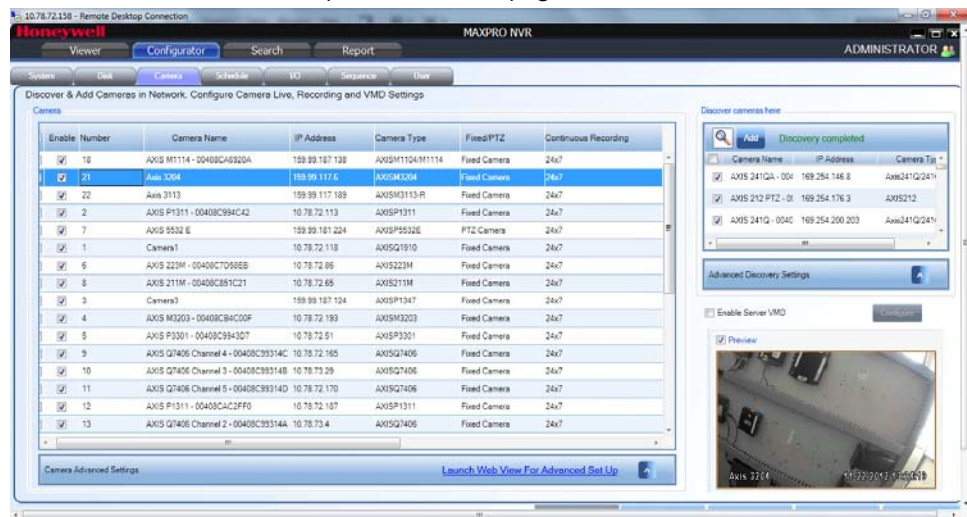 10.78.72.158 - Remote Desktop Connection
Honeywell MAXPRO NVR
Viewer Configurator Search Report ADMINISTRATOR
System Disk Camera Schedule I/O Sequence User
Discover & Add Cameras in Network. Configure Camera Live, Recording and VMD Settings
Camera
Enable Number Camera Name IP Address Camera Type Fixed/PTZ Continuous Recording
18 AXIS M1114 - 00408CA6920A 159.99.187.138 AXISM1104/M1114 Fixed Camera 24x7
21 Axis 3204 159.99.117.6 AXISM3204 Fixed Camera 24x7
22 Axis 3113 159.99.117.189 AXISM3113-R Fixed Camera 24x7
2 AXIS P1311 - 00408C994C42 10.78.72.113 AXISP1311 Fixed Camera 24x7
7 AXIS 5532 E 159.99.181.224 AXISP5532E PTZ Camera 24x7
1 Camera1 10.78.72.118 AXISQ1910 Fixed Camera 24x7
6 AXIS 223M - 00408C7D58EB 10.78.72.86 AXIS223M Fixed Camera 24x7
8 AXIS 211M - 00408C851C21 10.78.72.65 AXIS211M Fixed Camera 24x7
3 Camera3 159.99.187.124 AXISP1347 Fixed Camera 24x7
4 AXIS M3203 - 00408CB4C00F 10.78.72.193 AXISM3203 Fixed Camera 24x7
5 AXIS P3301 - 00408C9943D7 10.78.72.51 AXISP3301 Fixed Camera 24x7
9 AXIS Q7406 Channel 4 - 00408C99314C 10.78.72.165 AXISQ7406 Fixed Camera 24x7
10 AXIS Q7406 Channel 3 - 00408C99314B 10.78.73.29 AXISQ7406 Fixed Camera 24x7
11 AXIS Q7406 Channel 5 - 00408C99314D 10.78.72.170 AXISQ7406 Fixed Camera 24x7
12 AXIS P1311 - 00408CAC2FF0 10.78.72.187 AXISP1311 Fixed Camera 24x7
13 AXIS Q7406 Channel 2 - 00408C99314A 10.78.73.4 AXISQ7406 Fixed Camera 24x7
Camera Advanced Settings Launch Web View For Advanced Set Up
Discover cameras here
Add Discovery completed
Camera Name IP Address Camera Typ
AXIS 241QA - 004 169.254.146.8 Axis241Q/241
AXIS 212 PTZ - 0 169.254.176.3 AXIS212
AXIS 241Q - 0040 169.254.200.203 Axis241Q/241
Advanced Discovery Settings
Enable Server VMD Configure
Preview
Axis 3204